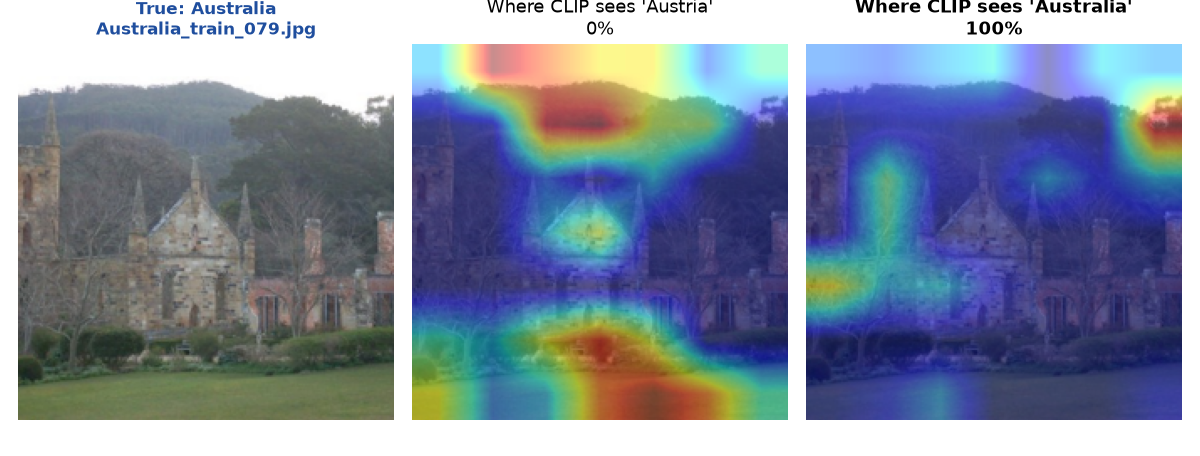 True: Australia
Australia_train_079.jpg
Where CLIP sees 'Austria'
0%
Where CLIP sees 'Australia'
100%